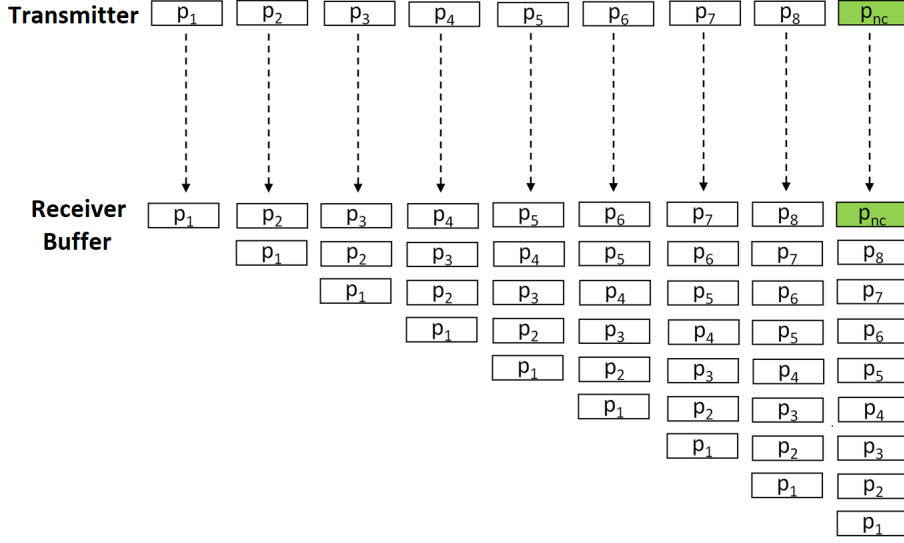 Transmitter p1 p2 p3 p4 p5 p6 p7 p8 pnc
Receiver Buffer p1 p2 p3 p4 p5 p6 p7 p8 pnc
p1 p2 p3 p4 p5 p6 p7 p8
p1 p2 p3 p4 p5 p6 p7
p1 p2 p3 p4 p5 p6
p1 p2 p3 p4 p5
p1 p2 p3 p4
p1 p2 p3
p1 p2
p1